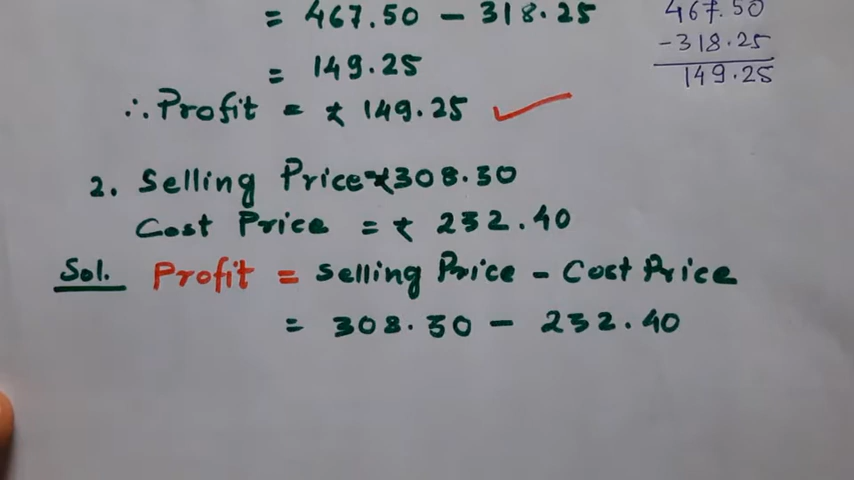 = 467.50 - 318.25
= 149.25
∴ Profit = ₹ 149.25 ✓
467.50
-318.25
149.25
2. Selling Price ₹308.30
Cost Price = ₹ 232.40
Sol. Profit = Selling Price - Cost Price
= 308.30 - 232.40